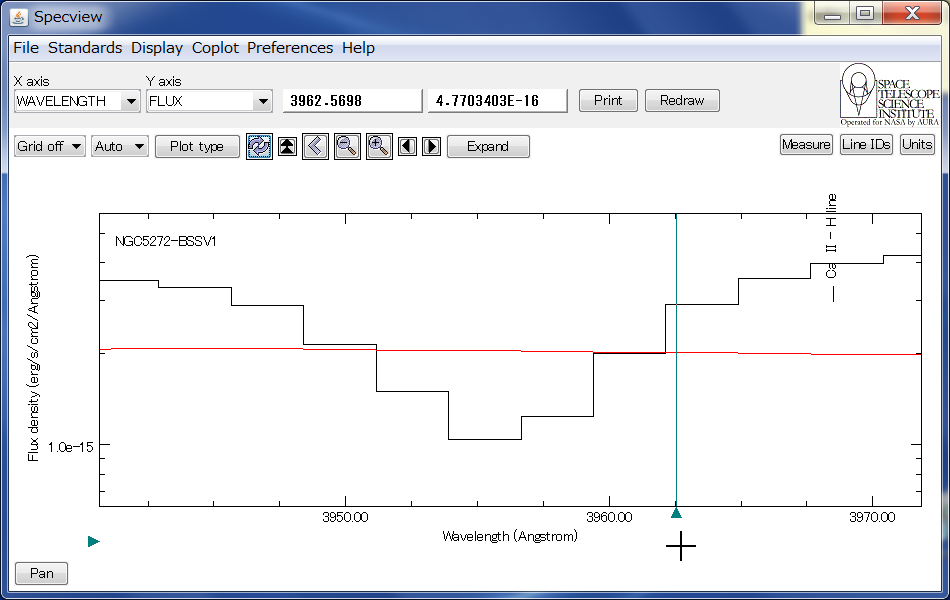 Specview
File Standards Display Coplot Preferences Help
X axis
Y axis
WAVELENGTH
FLUX
3962.5698
4.7703403E-16
Print
Redraw
SPACE
TELESCOPE
SCIENCE
INSTITUTE
Operated for NASA by AURA
Grid off
Auto
Plot type
Expand
Measure
Line IDs
Units
NGC5272-BSSV1
— Ca II - H line
Flux density (erg/s/cm2/Angstrom)
1.0e-15
3950.00
3960.00
3970.00
Wavelength (Angstrom)
Pan